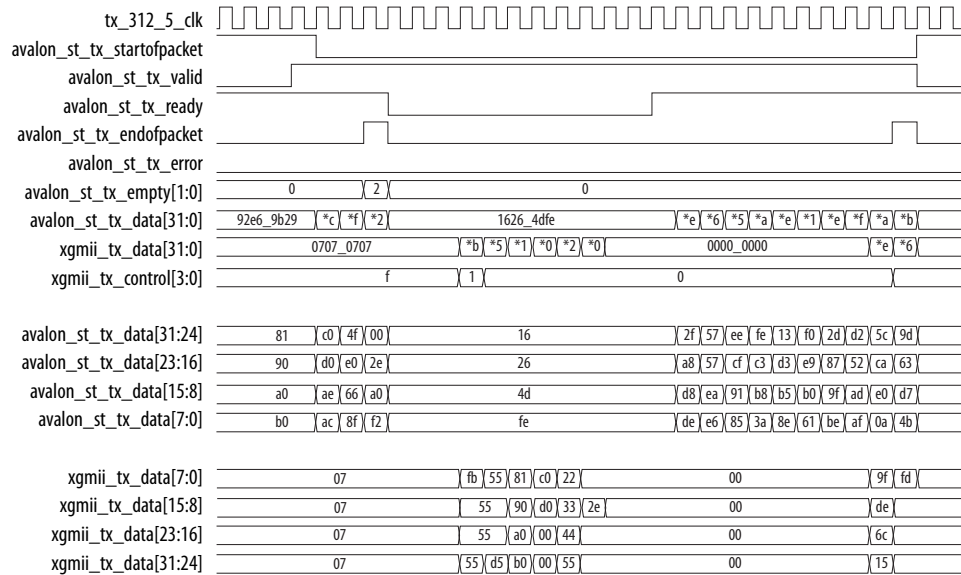 tx_312_5_clk
avalon_st_tx_startofpacket
avalon_st_tx_valid
avalon_st_tx_ready
avalon_st_tx_endofpacket
avalon_st_tx_error
avalon_st_tx_empty[1:0] 0 2 0
avalon_st_tx_data[31:0] 92e6_9b29 *c *f *2 1626_4dfe *e *6 *5 *a *e *1 *e *f *a *b
xgmii_tx_data[31:0] 0707_0707 *b *5 *1 *0 *2 *0 0000_0000 *e *6
xgmii_tx_control[3:0] f 1 0
avalon_st_tx_data[31:24] 81 c0 4f 00 16 2f 57 ee fe 13 f0 2d d2 5c 9d
avalon_st_tx_data[23:16] 90 d0 e0 2e 26 a8 57 cf c3 d3 e9 87 52 ca 63
avalon_st_tx_data[15:8] a0 ae 66 a0 4d d8 ea 91 b8 b5 b0 9f ad e0 d7
avalon_st_tx_data[7:0] b0 ac 8f f2 fe de e6 85 3a 8e 61 be af 0a 4b
xgmii_tx_data[7:0] 07 fb 55 81 c0 22 00 9f fd
xgmii_tx_data[15:8] 07 55 90 d0 33 2e 00 de
xgmii_tx_data[23:16] 07 55 a0 00 44 00 6c
xgmii_tx_data[31:24] 07 55 d5 b0 00 55 00 15